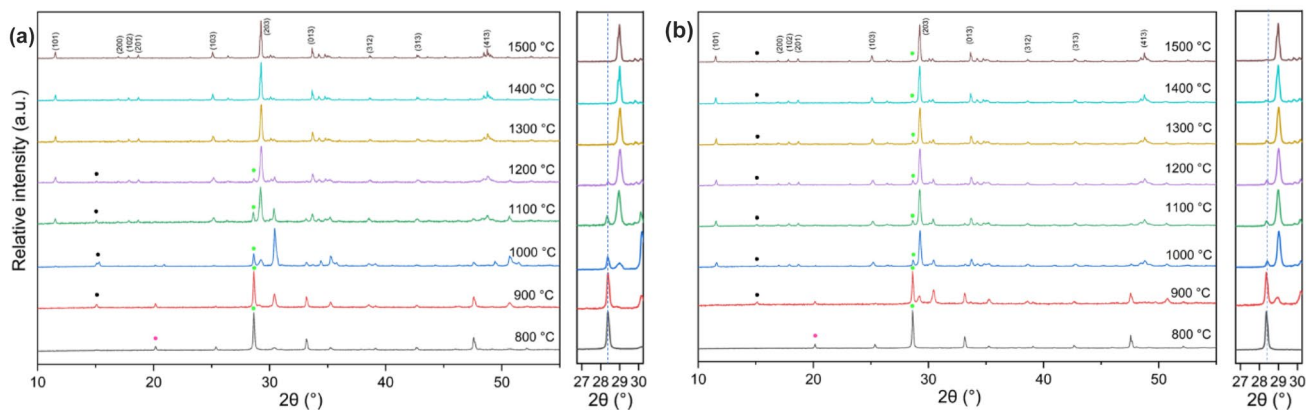 (a)
(101)
(200)
(102)
(201)
(103)
(203)
(013)
(312)
(313)
(413)
1500 °C
1400 °C
1300 °C
1200 °C
1100 °C
1000 °C
900 °C
800 °C
Relative intensity (a.u.)
10 20 30 40 50
2θ (°)
27 28 29 30
2θ (°)
(b)
(101)
(200)
(102)
(201)
(103)
(203)
(013)
(312)
(313)
(413)
1500 °C
1400 °C
1300 °C
1200 °C
1100 °C
1000 °C
900 °C
800 °C
10 20 30 40 50
2θ (°)
27 28 29 30
2θ (°)